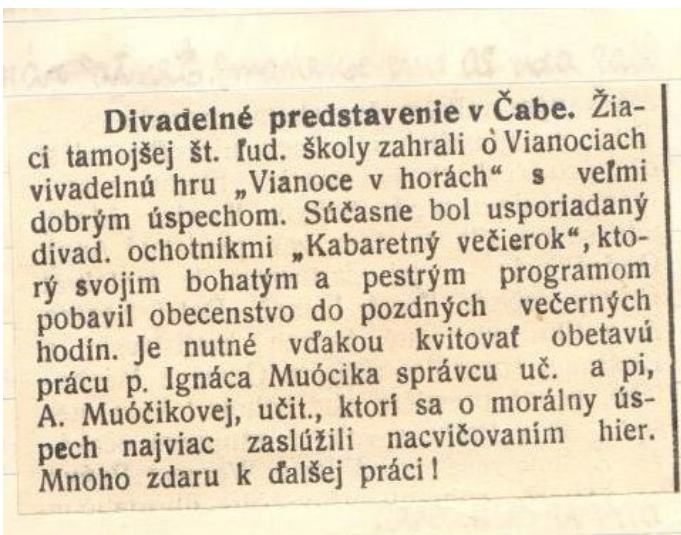 Divadelné predstavenie v Čabe. Žia-
ci tamojšej št. ľud. školy zahrali ò Vianociach
vivadelnú hru „Vianoce v horách“ s veľmi
dobrým úspechom. Súčasne bol usporiadaný
divad. ochotnikmi „Kabaretný večierok“, kto-
rý svojim bohatým a pestrým programom
pobavil obecenstvo do pozdných večerných
hodín. Je nutné vďakou kvitovať obetavú
prácu p. Ignáca Muócika správcu uč. a pi,
A. Muóčikovej, učit., ktorí sa o morálny ús-
pech najviac zaslúžili nacvičovaním hier.
Mnoho zdaru k ďalšej práci!